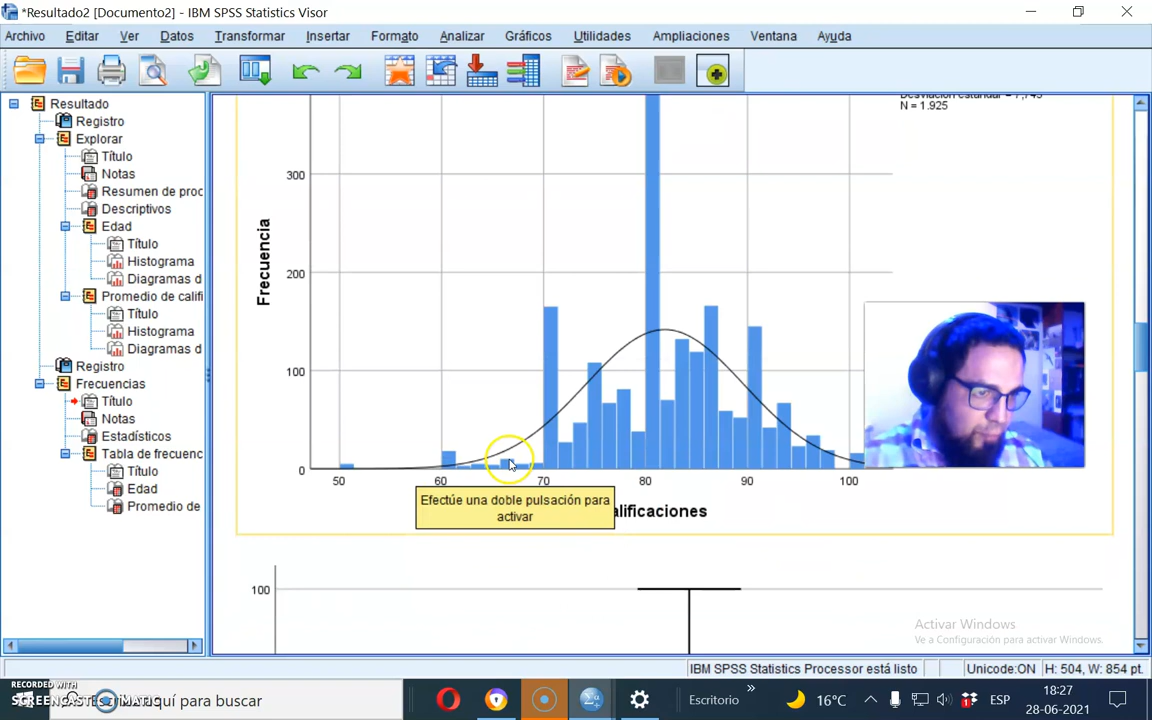 *Resultado2 [Documento2] - IBM SPSS Statistics Visor
Archivo Editar Ver Datos Transformar Insertar Formato Analizar Gráficos Utilidades Ampliaciones Ventana Ayuda
Resultado
Registro
Explorar
Título
Notas
Resumen de proc
Descriptivos
Edad
Título
Histograma
Diagramas d
Promedio de califi
Título
Histograma
Diagramas d
Registro
Frecuencias
Título
Notas
Estadísticos
Tabla de frecuenc
Título
Edad
Promedio de
Desviación estándar = 7,745
N = 1.925
Frecuencia
300
200
100
0
50 60 70 80 90 100
alificaciones
Efectúe una doble pulsación para
activar
100
Activar Windows
Ve a Configuración para activar Windows.
IBM SPSS Statistics Processor está listo Unicode:ON H: 504, W: 854 pt.
RECORDED WITH
SCREENCAST-O-MATIC
aquí para buscar
Escritorio
16°C
ESP
18:27
28-06-2021